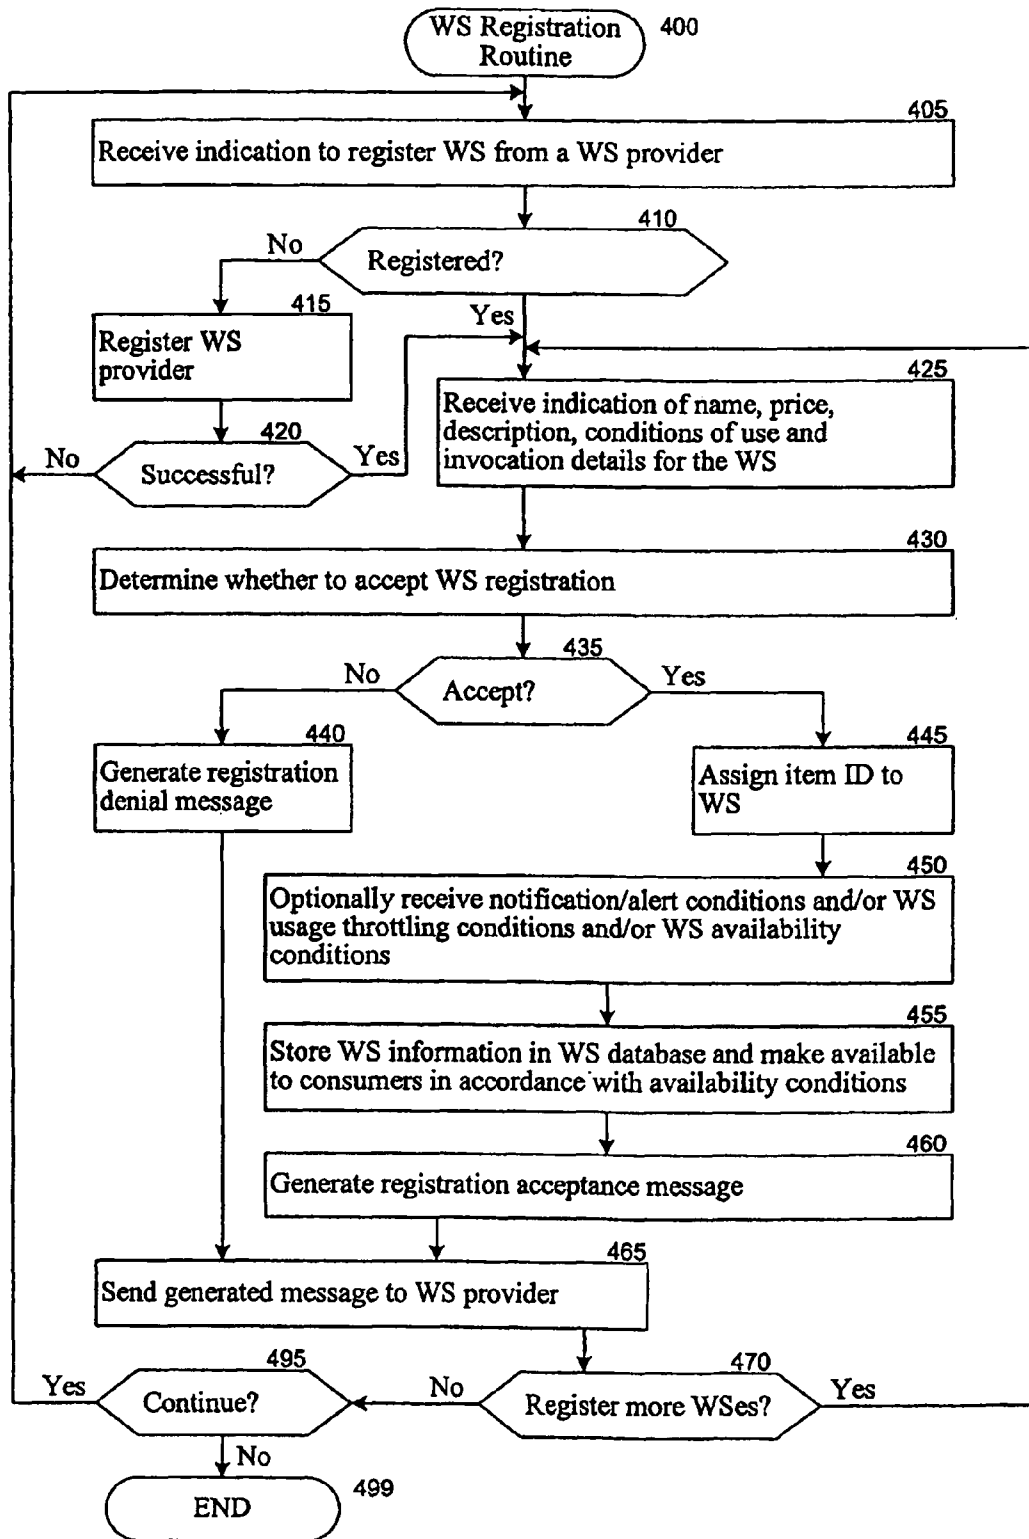 WS Registration
Routine
400
405
Receive indication to register WS from a WS provider
410
No
Registered?
415
Yes
Register WS
provider
425
Receive indication of name, price,
description, conditions of use and
invocation details for the WS
420
No
Successful?
Yes
430
Determine whether to accept WS registration
435
No
Accept?
Yes
440
Generate registration
denial message
445
Assign item ID to
WS
450
Optionally receive notification/alert conditions and/or WS
usage throttling conditions and/or WS availability
conditions
455
Store WS information in WS database and make available
to consumers in accordance with availability conditions
460
Generate registration acceptance message
465
Send generated message to WS provider
495
470
Yes
Continue?
No
Register more WSes?
Yes
No
END
499